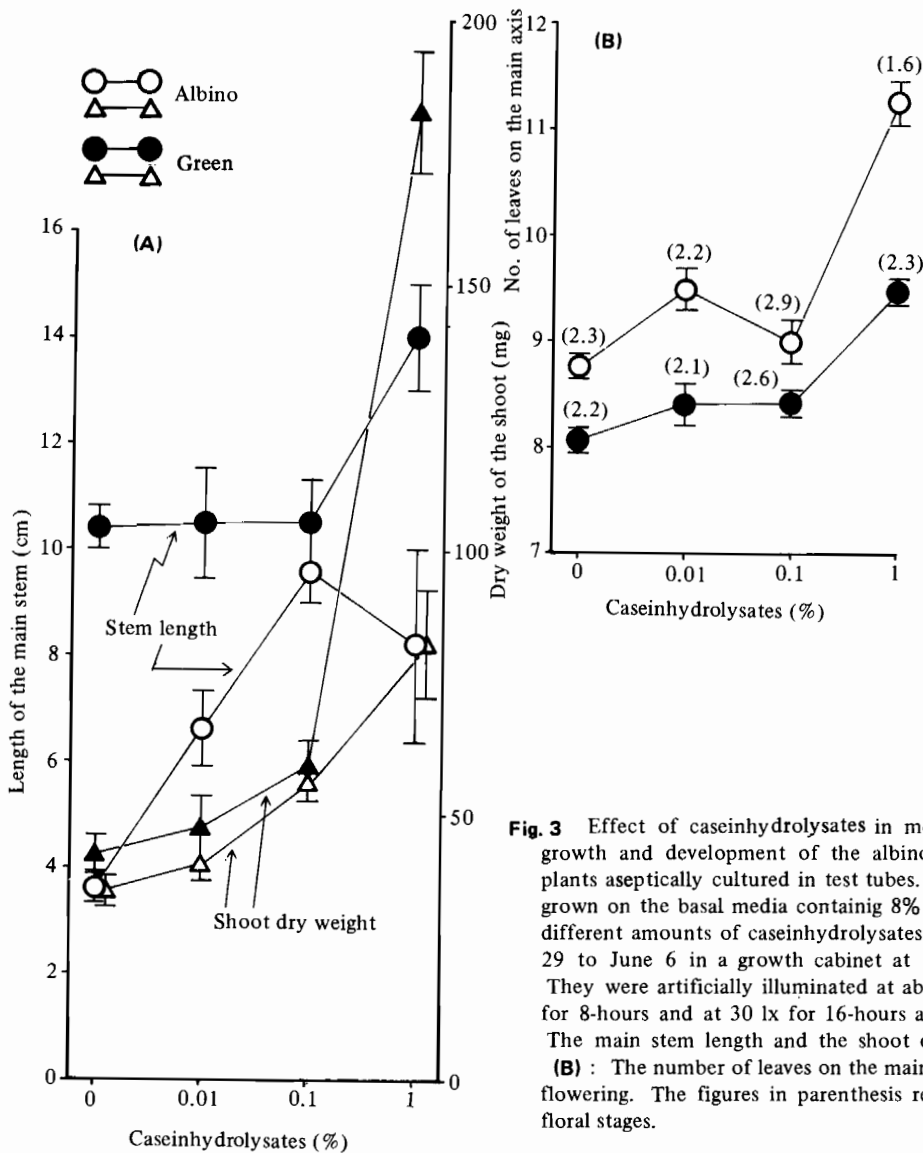 Albino
Green
(A)
16
14
12
10
8
6
4
2
0
Length of the main stem (cm)
Stem length
Shoot dry weight
0
0.01
0.1
1
Caseinhydrolysates (%)
200
150
100
50
0
Dry weight of the shoot (mg)
(B)
12
11
10
9
8
7
No. of leaves on the main axis
(1.6)
(2.2)
(2.9)
(2.3)
(2.3)
(2.1)
(2.6)
(2.2)
0
0.01
0.1
1
Caseinhydrolysates (%)
Fig. 3 Effect of caseinhydrolysates in
growth and development of the albino
plants aseptically cultured in test tubes.
grown on the basal media containig 8%
different amounts of caseinhydrolysates
29 to June 6 in a growth cabinet at
They were artificially illuminated at
for 8-hours and at 30 lx for 16-hours
The main stem length and the shoot
(B) : The number of leaves on the main
flowering. The figures in parenthesis
floral stages.